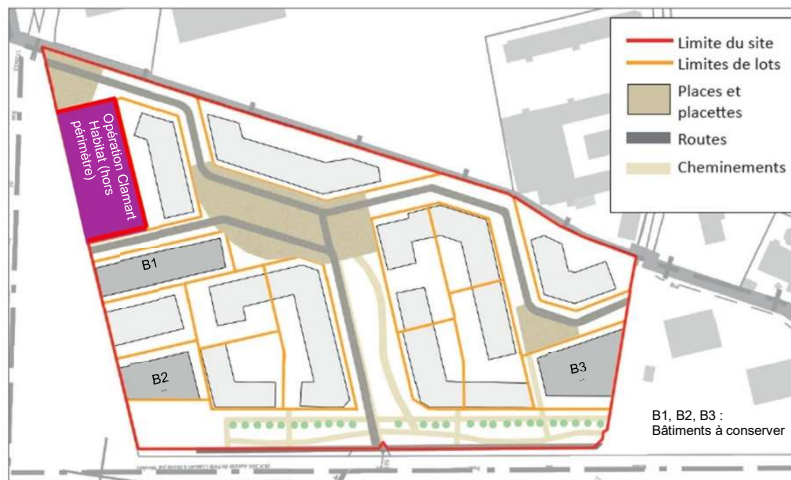 Limite du site
Limites de lots
Places et
placettes
Routes
Cheminements
Opération Clamart
Habitat (hors
périmètre)
B1
B2
B3
B1, B2, B3 :
Bâtiments à conserver